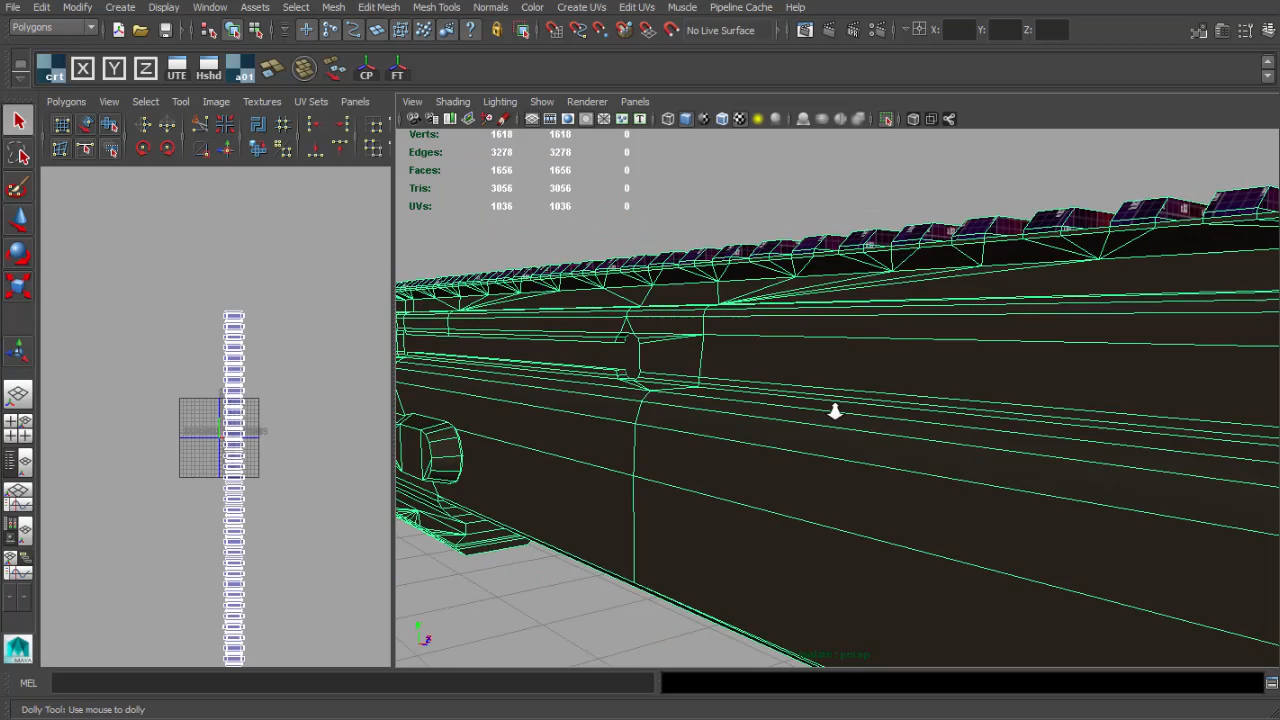 File Edit Modify Create Display Window Assets Select Mesh Edit Mesh Mesh Tools Normals Color Create UVs Edit UVs Muscle Pipeline Cache Help
Polygons No Live Surface X: Y: Z:
crt X Y Z UTE Hshd a01 CP FT
Polygons View Select Tool Image Textures UV Sets Panels
View Shading Lighting Show Renderer Panels
Verts: 1618 1618 0
Edges: 3278 3278 0
Faces: 1656 1656 0
Tris: 3056 3056 0
UVs: 1036 1036 0
MAYA
MEL
Dolly Tool: Use mouse to dolly